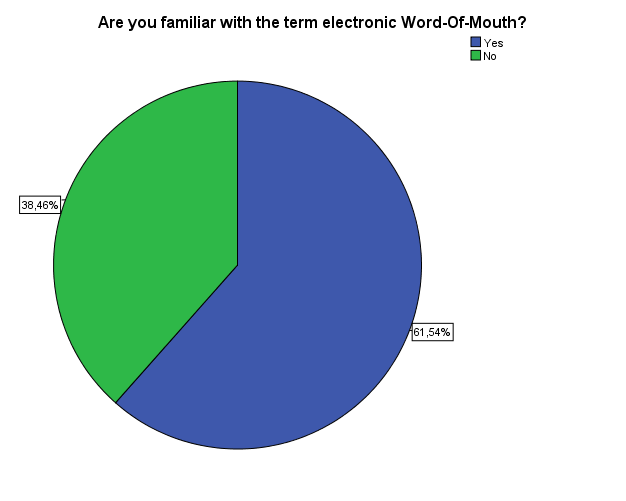 Are you familiar with the term electronic Word-Of-Mouth?
Yes
No
38,46%
61,54%